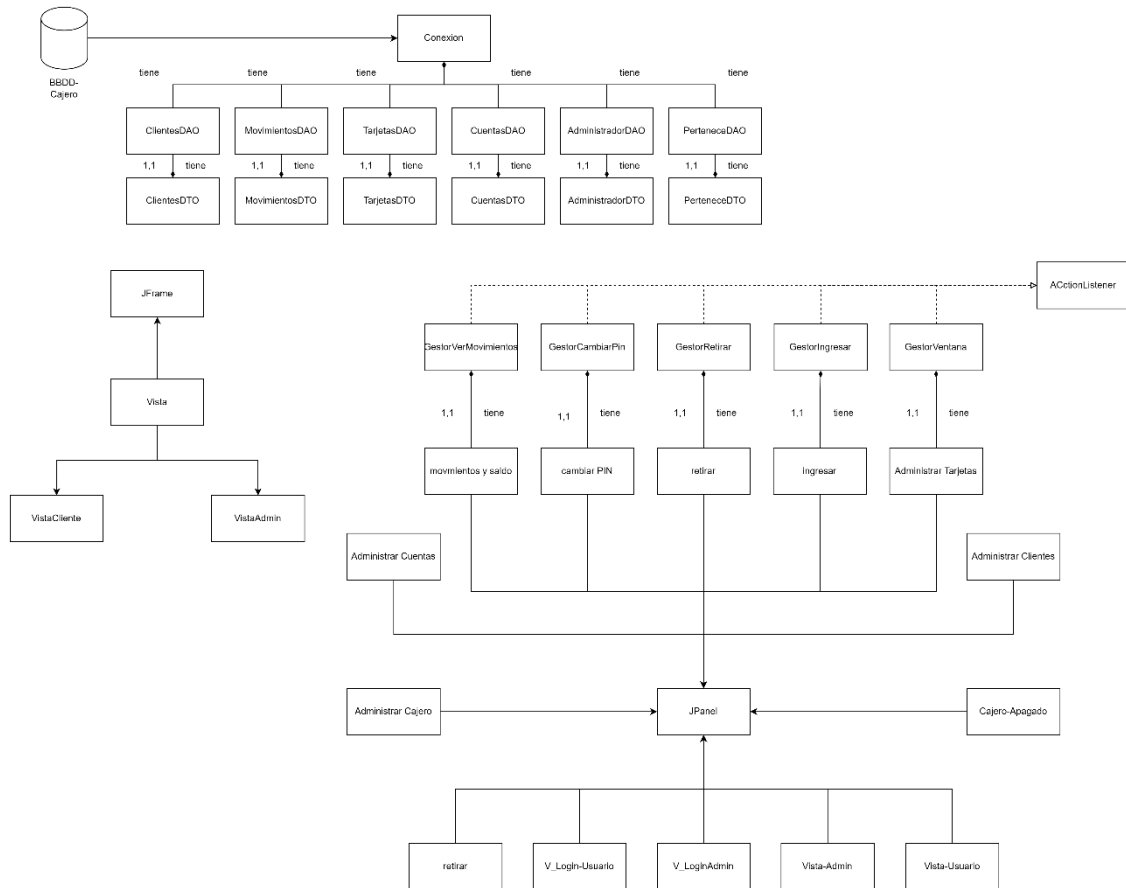 Conexion
BBDD-
Cajero
tiene tiene tiene tiene tiene tiene
ClientesDAO MovimientosDAO TarjetasDAO CuentasDAO AdministradorDAO PerteneceDAO
1,1 tiene 1,1 tiene 1,1 tiene 1,1 tiene 1,1 tiene 1,1 tiene
ClientesDTO MovimientosDTO TarjetasDTO CuentasDTO AdministradorDTO PerteneceDTO
JFrame
ACctionListener
GestorVerMovimientos GestorCambiarPin GestorRetirar GestorIngresar GestorVentana
Vista
1,1 tiene 1,1 tiene 1,1 tiene 1,1 tiene 1,1 tiene
movmientos y saldo cambiar PIN retirar ingresar Administrar Tarjetas
VistaCliente VistaAdmin
Administrar Cuentas Administrar Clientes
Administrar Cajero JPanel Cajero-Apagado
retirar V_Login-Usuario V_LoginAdmin Vista-Admin Vista-Usuario